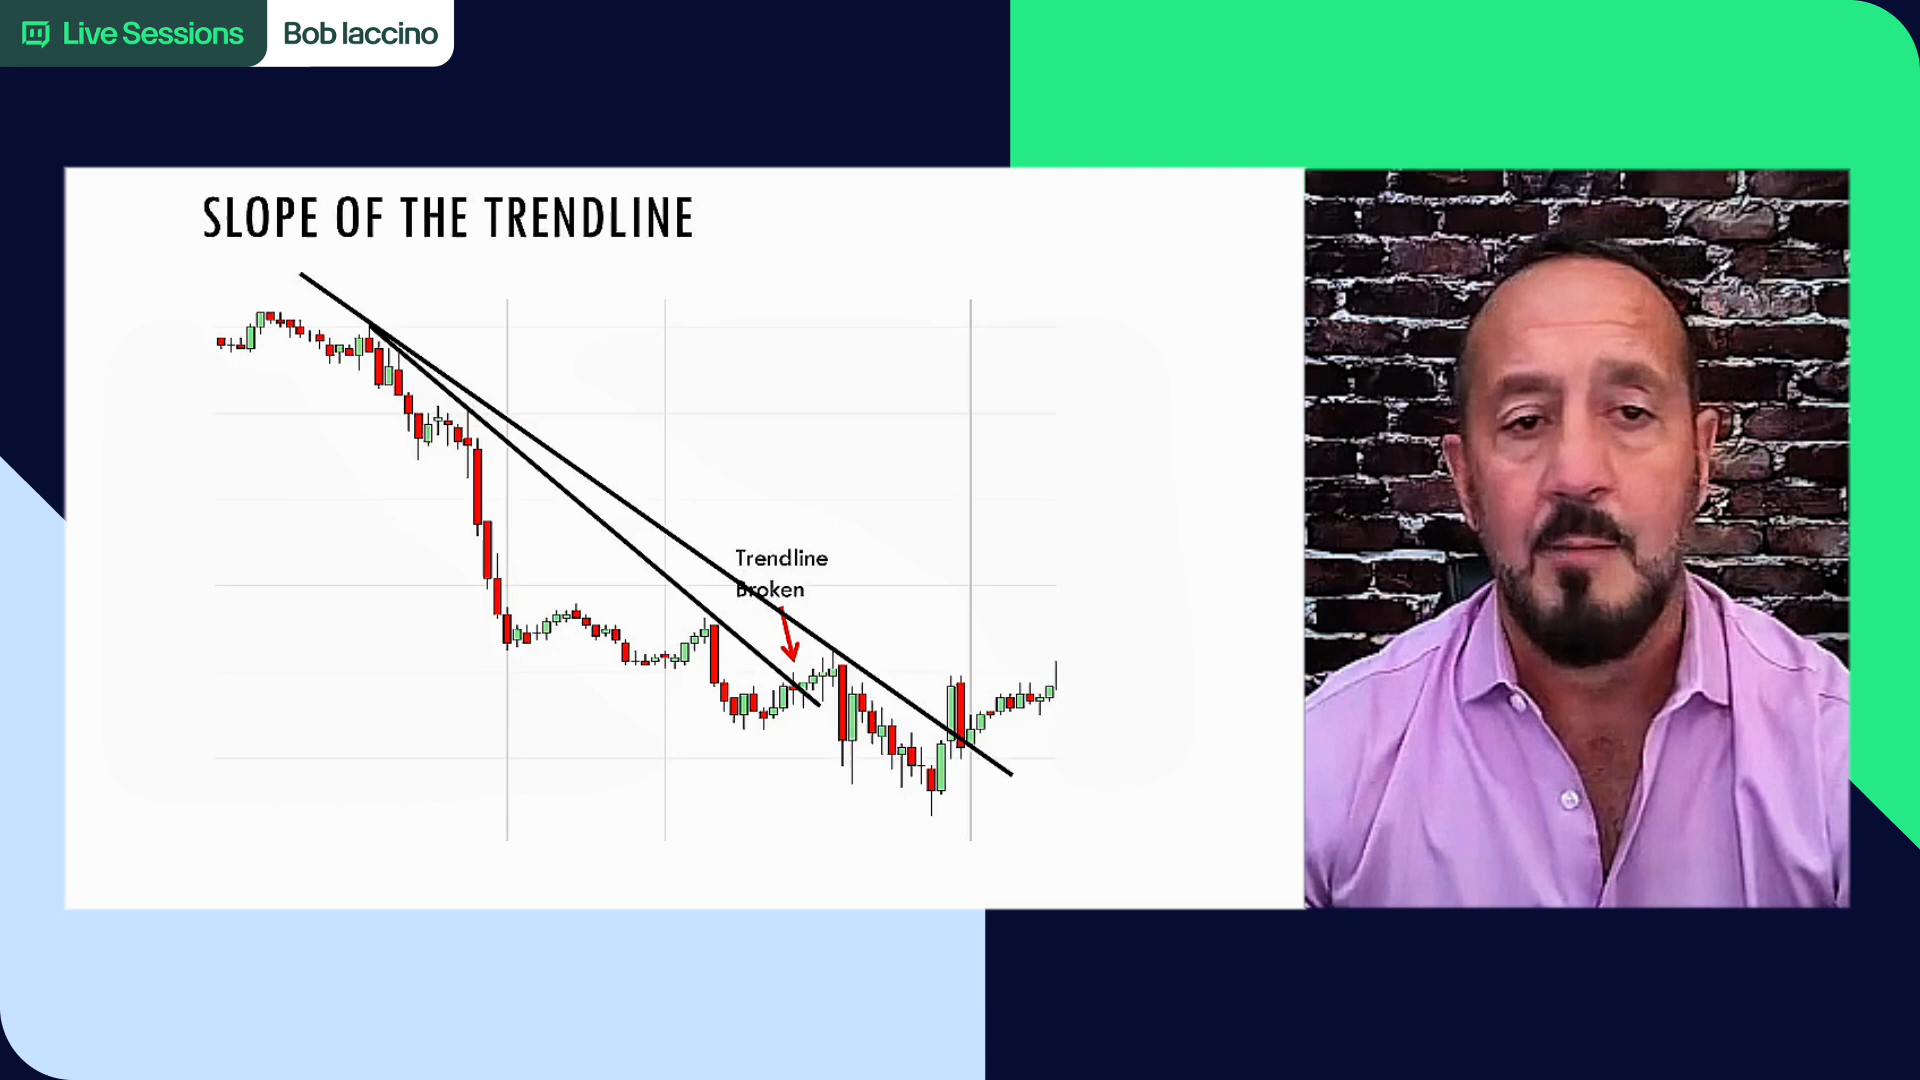 Live Sessions
Bob Iaccino
SLOPE OF THE TRENDLINE
Trendline
Broken